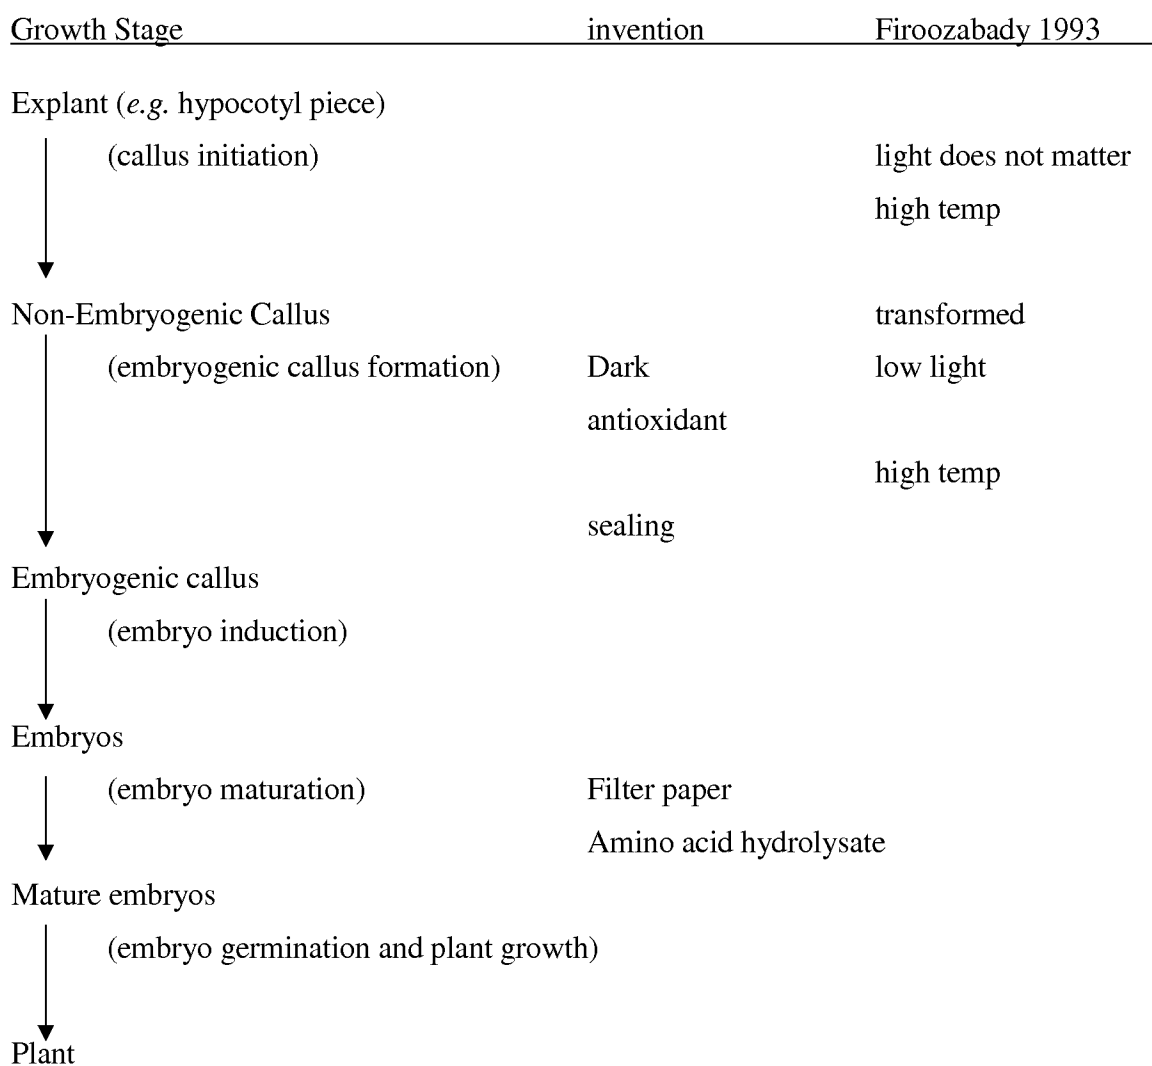 Growth Stage invention Firoozabady 1993
Explant (e.g. hypocotyl piece)
(callus initiation) light does not matter
high temp
Non-Embryogenic Callus transformed
(embryogenic callus formation) Dark low light
antioxidant
high temp
sealing
Embryogenic callus
(embryo induction)
Embryos
(embryo maturation) Filter paper
Amino acid hydrolysate
Mature embryos
(embryo germination and plant growth)
Plant